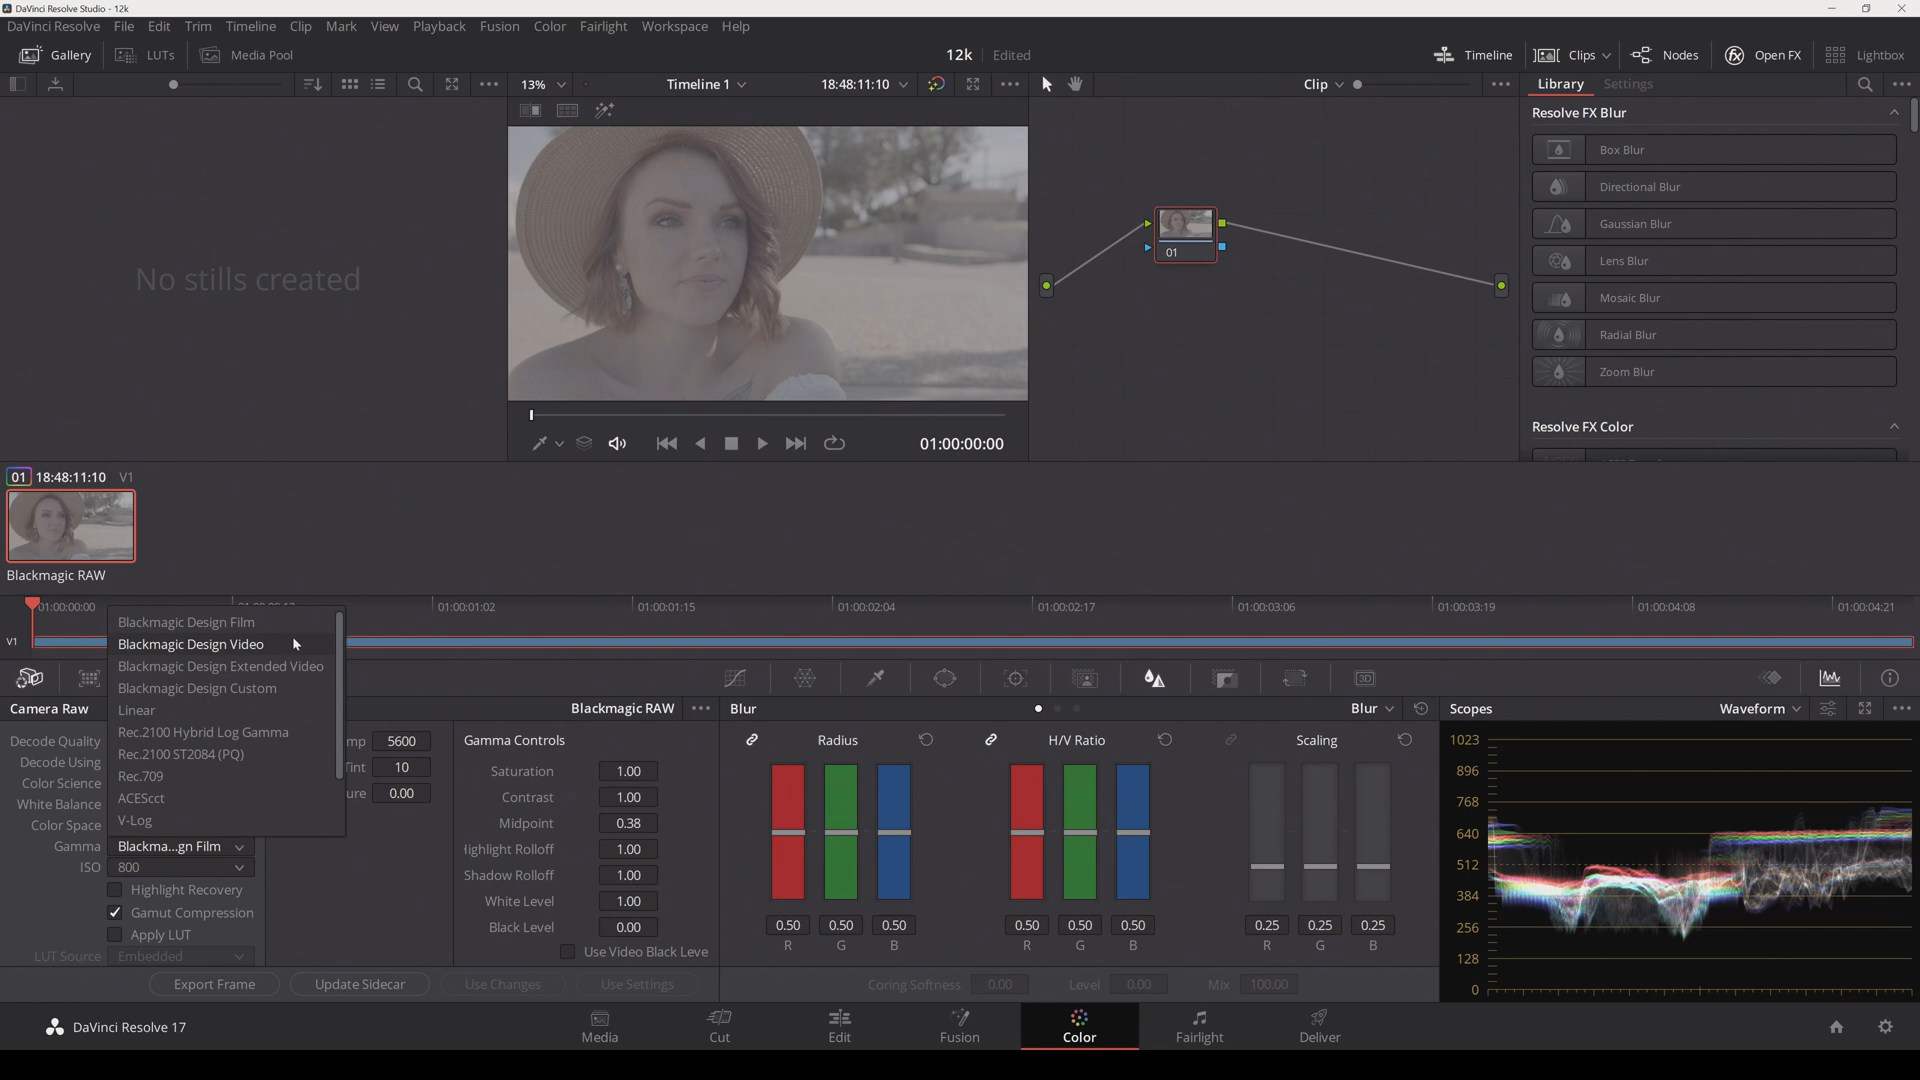 DaVinci Resolve Studio - 12k
DaVinci Resolve File Edit Trim Timeline Clip Mark View Playback Fusion Color Fairlight Workspace Help
Gallery LUTs Media Pool 12k Edited Timeline Clips Nodes Open FX Lightbox
13% Timeline 1 18:48:11:10 Clip Library Settings
Resolve FX Blur
Box Blur
Directional Blur
Gaussian Blur
Lens Blur
Mosaic Blur
Radial Blur
Zoom Blur
Resolve FX Color
No stills created
01
01:00:00:00
01 18:48:11:10 V1
Blackmagic RAW
01:00:00:00 01:00:01:02 01:00:01:15 01:00:02:04 01:00:02:17 01:00:03:06 01:00:03:19 01:00:04:08 01:00:04:21
V1
Blackmagic Design Film
Blackmagic Design Video
Blackmagic Design Extended Video
Blackmagic Design Custom
Linear
Rec.2100 Hybrid Log Gamma
Rec.2100 ST2084 (PQ)
Rec.709
ACEScct
V-Log
3D
Camera Raw Blackmagic RAW
Decode Quality
Decode Using
Color Science
White Balance
Color Space
Gamma Blackma...gn Film
ISO 800
Highlight Recovery
Gamut Compression
Apply LUT
LUT Source Embedded
mp 5600
Tint 10
ure 0.00
Gamma Controls
Saturation 1.00
Contrast 1.00
Midpoint 0.38
Highlight Rolloff 1.00
Shadow Rolloff 1.00
White Level 1.00
Black Level 0.00
Use Video Black Leve
Export Frame Update Sidecar Use Changes Use Settings
Blur Blur
Radius H/V Ratio Scaling
0.50 0.50 0.50 0.50 0.50 0.50 0.25 0.25 0.25
R G B R G B R G B
Coring Softness 0.00 Level 0.00 Mix 100.00
Scopes Waveform
1023
896
768
640
512
384
256
128
0
DaVinci Resolve 17
Media Cut Edit Fusion Color Fairlight Deliver